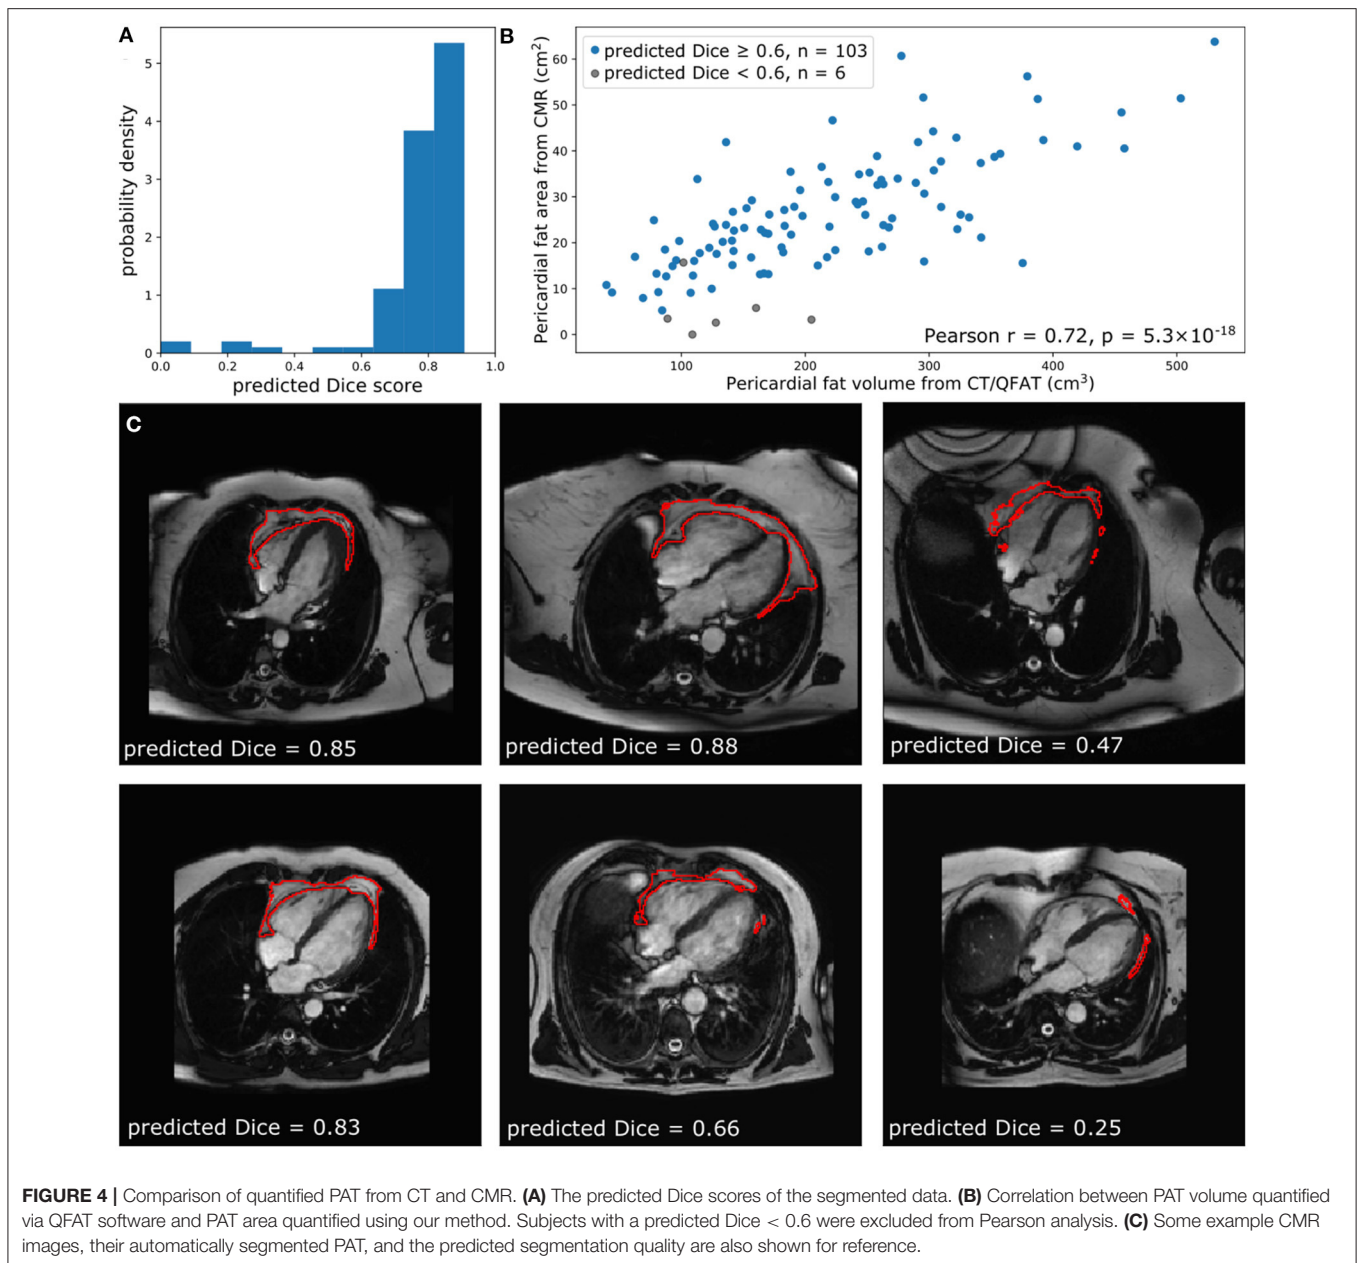 A
probability density
5
4
3
2
1
0
0.0 0.2 0.4 0.6 0.8 1.0
predicted Dice score
B
Pericardial fat area from CMR (cm²)
60
50
40
30
20
10
0
predicted Dice ≥ 0.6, n = 103
predicted Dice < 0.6, n = 6
Pearson r = 0.72, p = 5.3×10⁻¹⁸
100 200 300 400 500
Pericardial fat volume from CT/QFAT (cm³)
C
predicted Dice = 0.85
predicted Dice = 0.88
predicted Dice = 0.47
predicted Dice = 0.83
predicted Dice = 0.66
predicted Dice = 0.25
FIGURE 4 | Comparison of quantified PAT from CT and CMR. (A) The predicted Dice scores of the segmented data. (B) Correlation between PAT volume quantified
via QFAT software and PAT area quantified using our method. Subjects with a predicted Dice < 0.6 were excluded from Pearson analysis. (C) Some example CMR
images, their automatically segmented PAT, and the predicted segmentation quality are also shown for reference.